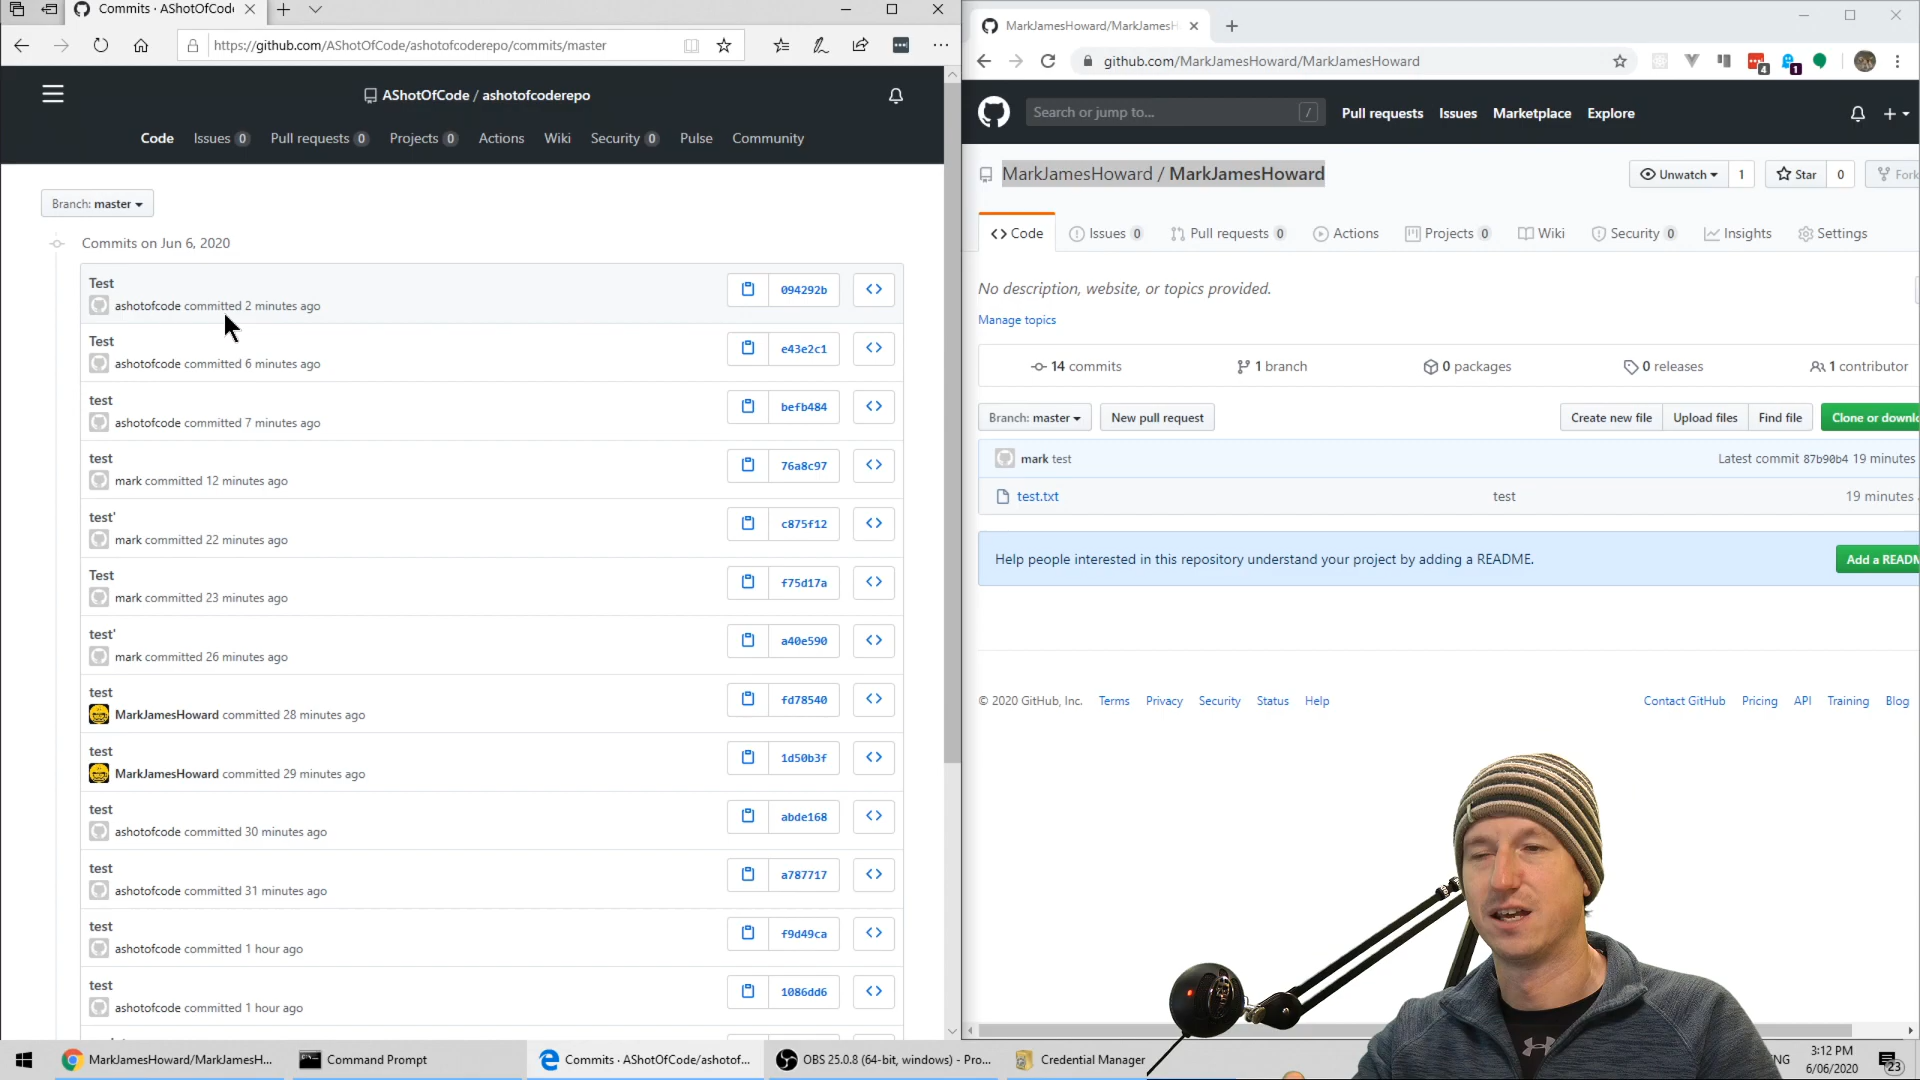 Commits · AShotOfCod
https://github.com/AShotOfCode/ashotofcoderepo/commits/master
AShotOfCode / ashotofcoderepo
Code Issues 0 Pull requests 0 Projects 0 Actions Wiki Security 0 Pulse Community
Branch: master
Commits on Jun 6, 2020
Test
ashotofcode committed 2 minutes ago
094292b
Test
ashotofcode committed 6 minutes ago
e43e2c1
test
ashotofcode committed 7 minutes ago
befb484
test
mark committed 12 minutes ago
76a8c97
test'
mark committed 22 minutes ago
c875f12
Test
mark committed 23 minutes ago
f75d17a
test'
mark committed 26 minutes ago
a40e590
test
MarkJamesHoward committed 28 minutes ago
fd78540
test
MarkJamesHoward committed 29 minutes ago
1d50b3f
test
ashotofcode committed 30 minutes ago
abde168
test
ashotofcode committed 31 minutes ago
a787717
test
ashotofcode committed 1 hour ago
f9d49ca
test
ashotofcode committed 1 hour ago
1086dd6
MarkJamesHoward/MarkJamesH
github.com/MarkJamesHoward/MarkJamesHoward
4
1
Search or jump to... /
Pull requests Issues Marketplace Explore
MarkJamesHoward / MarkJamesHoward
Unwatch 1 Star 0 Fork
Code Issues 0 Pull requests 0 Actions Projects 0 Wiki Security 0 Insights Settings
No description, website, or topics provided.
Manage topics
14 commits 1 branch 0 packages 0 releases 1 contributor
Branch: master New pull request Create new file Upload files Find file Clone or downlo
mark test Latest commit 87b90b4 19 minutes
test.txt test 19 minutes
Help people interested in this repository understand your project by adding a README. Add a READM
© 2020 GitHub, Inc. Terms Privacy Security Status Help Contact GitHub Pricing API Training Blog
MarkJamesHoward/MarkJamesH...
Command Prompt
Commits · AShotOfCode/ashotof...
OBS 25.0.8 (64-bit, windows) - Pro...
Credential Manager
NG
3:12 PM
6/06/2020
23